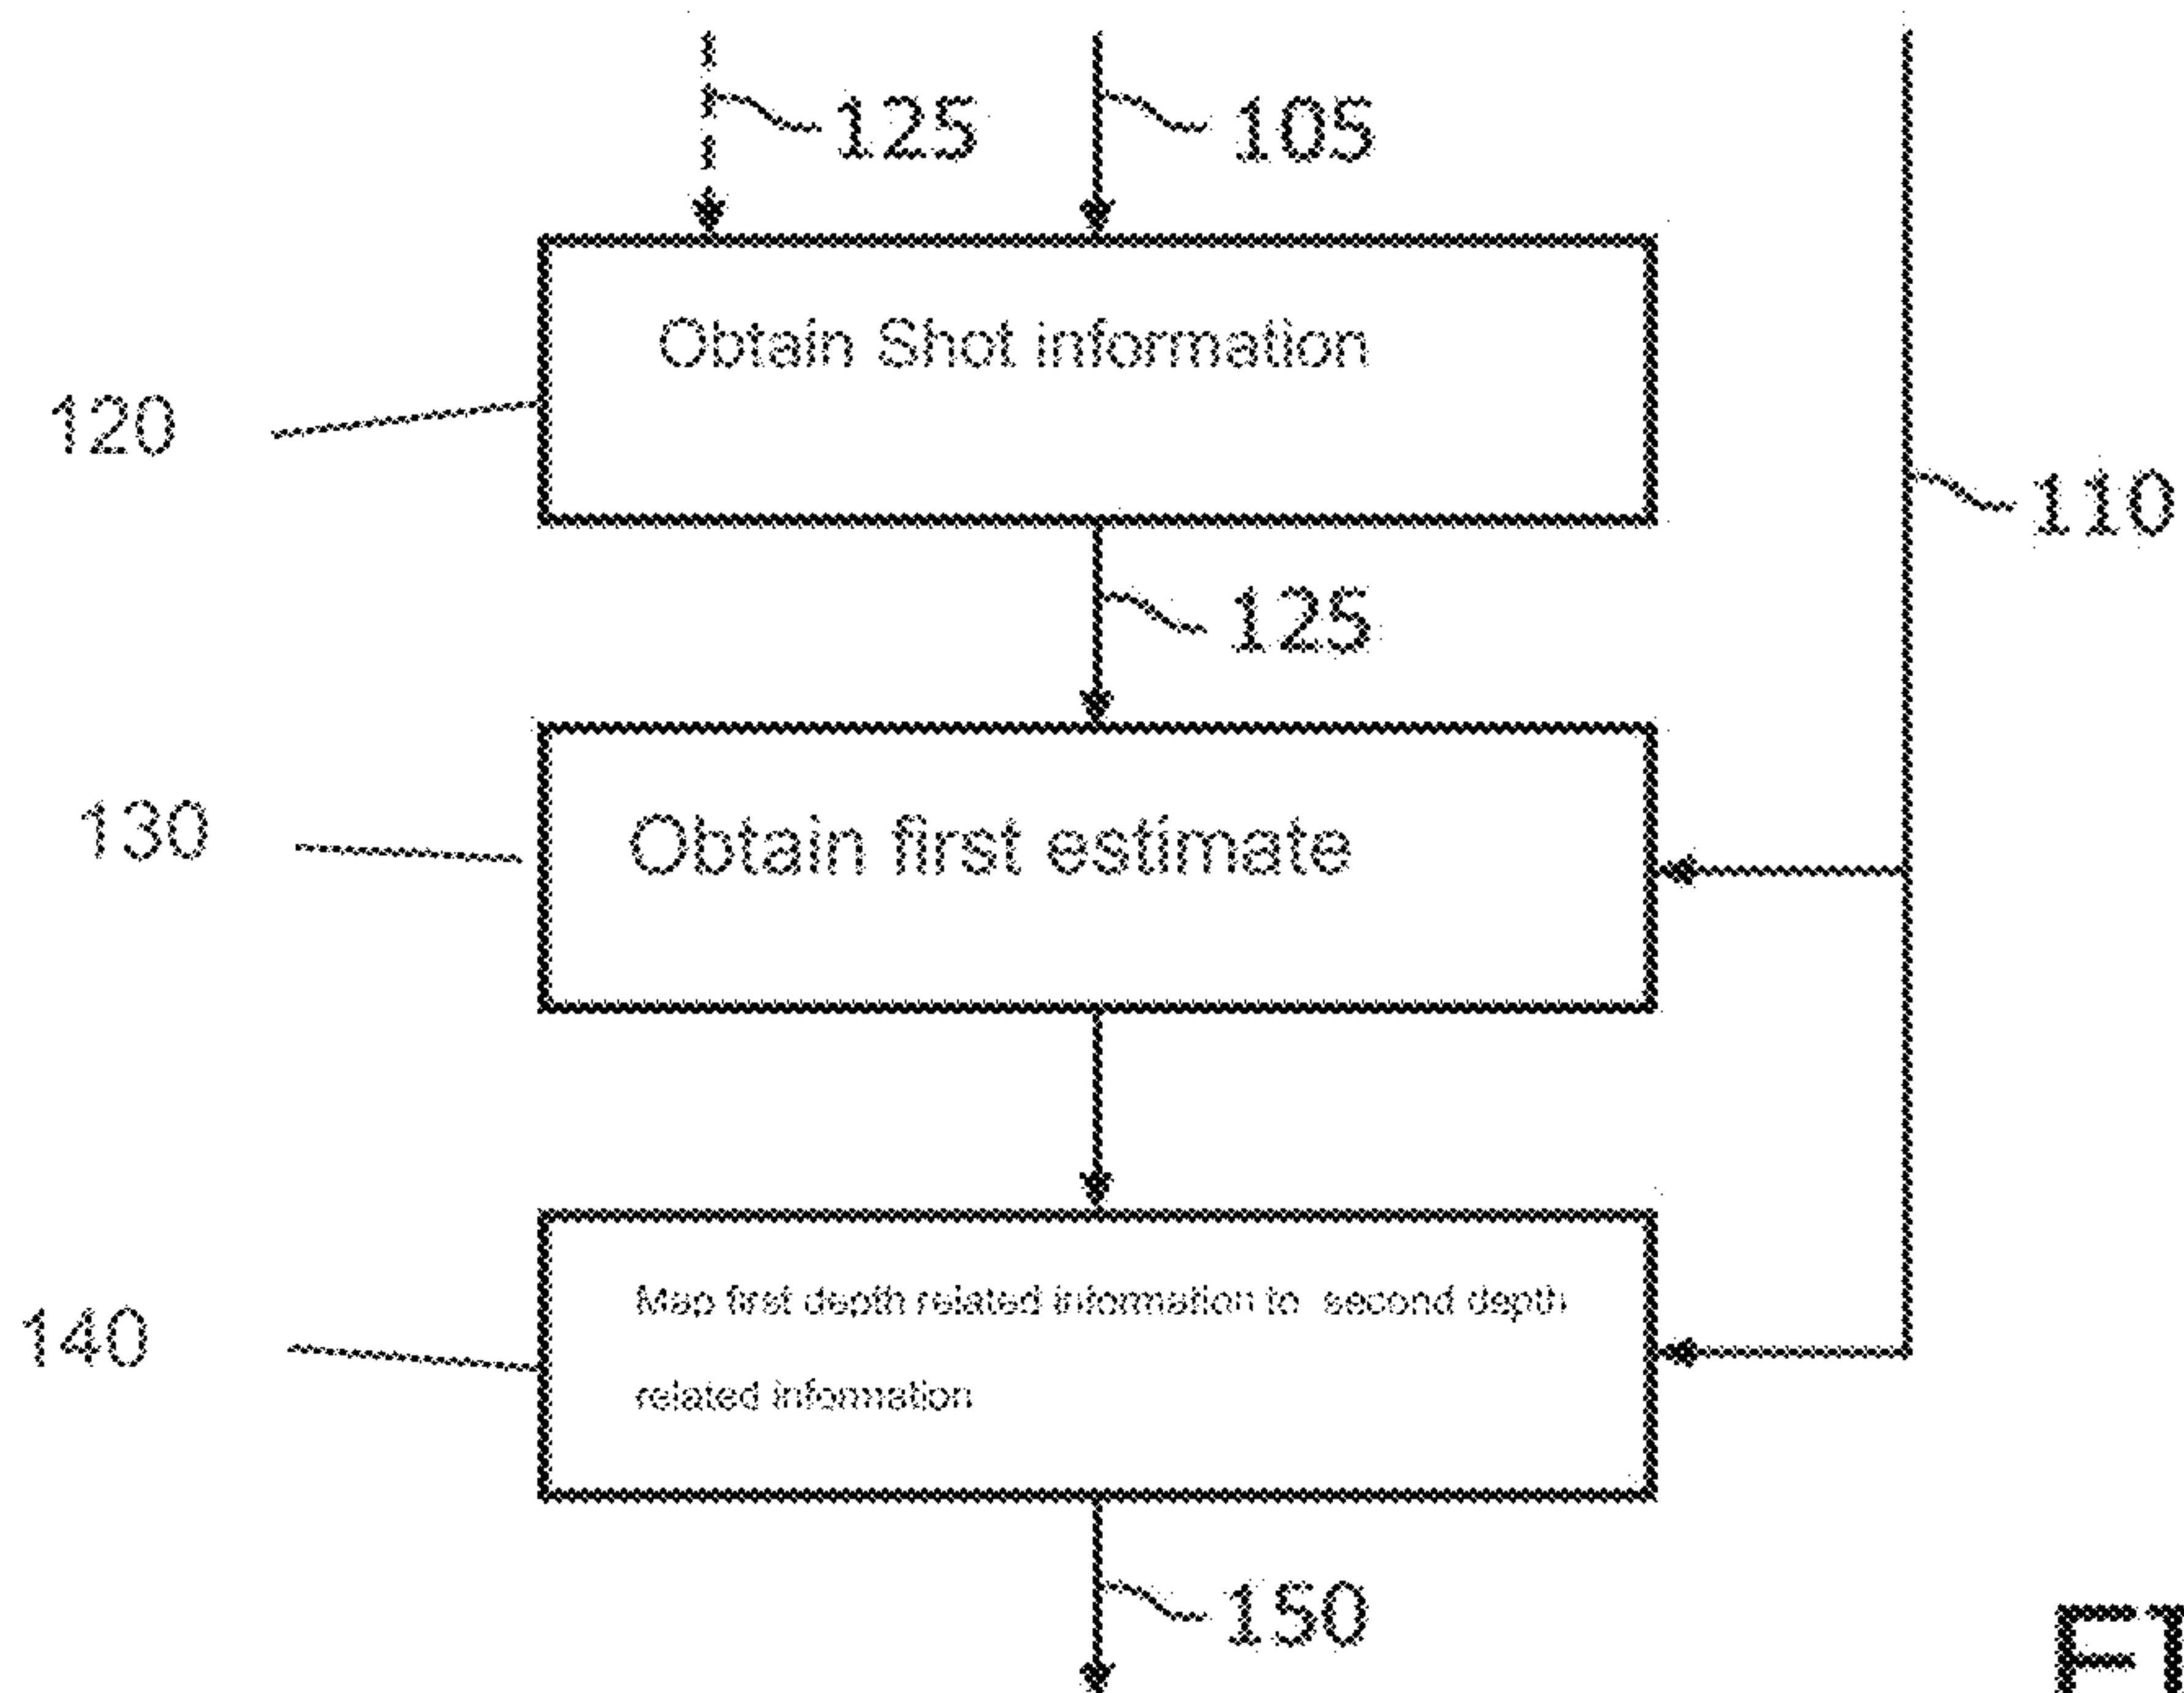 125
105
Obtain Shot information
120
110
125
130
Obtain first estimate
140
Map first depth related information to second depth
related information
150